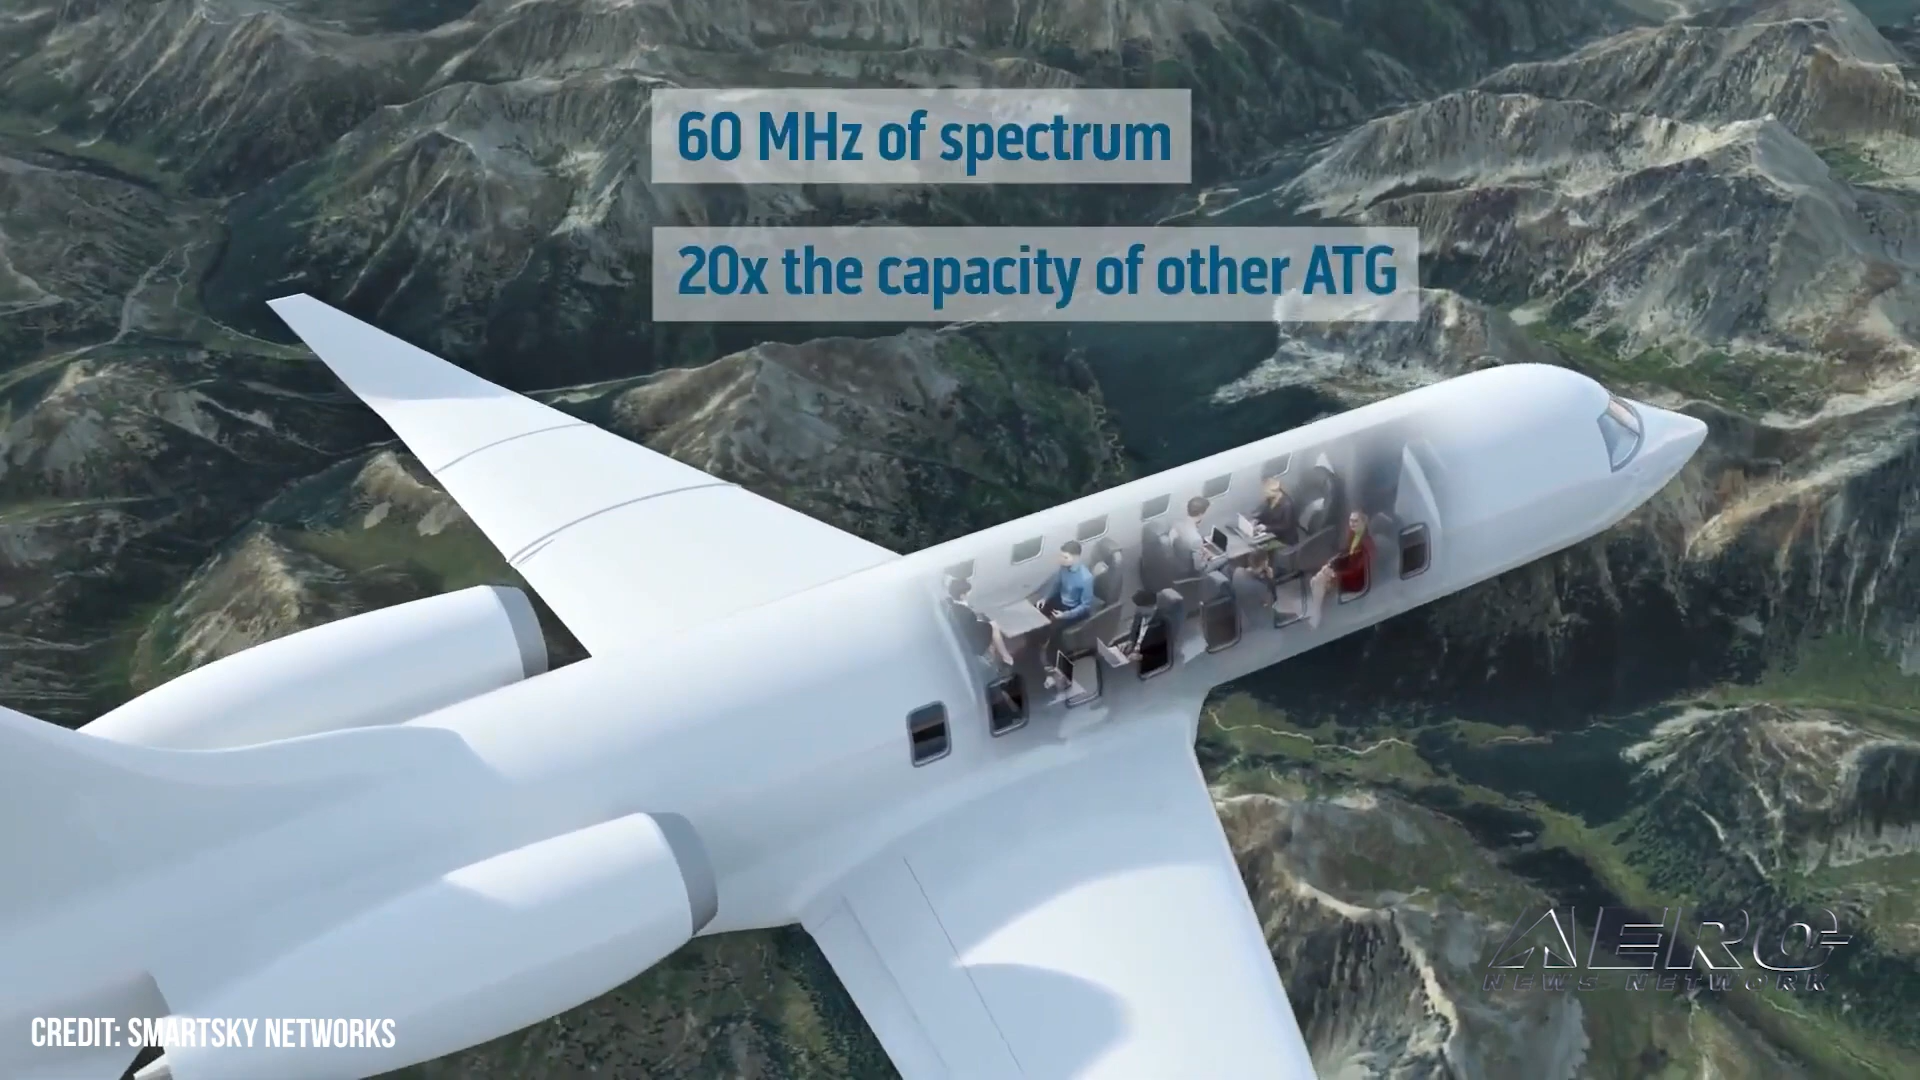 60 MHz of spectrum
20x the capacity of other ATG
AERO
NEWS NETWORK
CREDIT: SMARTSKY NETWORKS